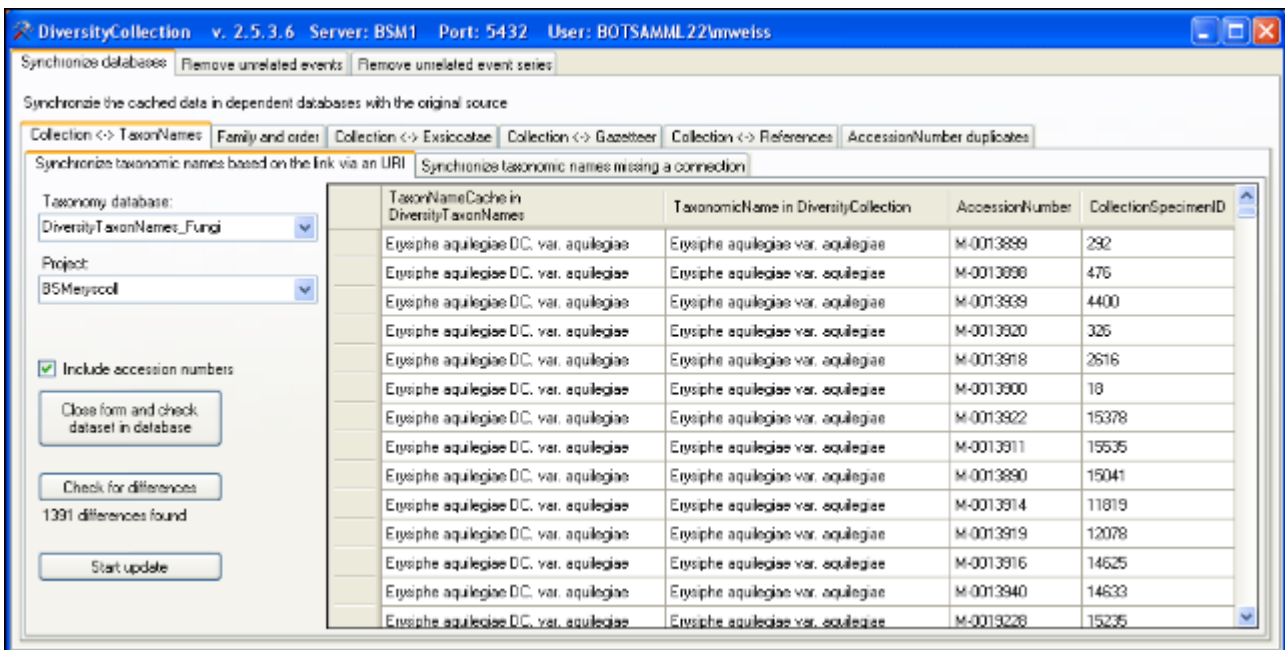 DiversityCollection v. 2.5.3.6 Server: BSM1 Port: 5432 User: BOTSAMML22\mweiss
Synchronize databases Remove unrelated events Remove unrelated event series
Synchronzie the cached data in dependent databases with the original source
Collection <-> TaxonNames Family and order Collection <-> Exsiccatae Collection <-> Gazetteer Collection <-> References AccessionNumber duplicates
Synchronize taxonomic names based on the link via an URI Synchronize taxonomic names missing a connection
Taxonomy database:
DiversityTaxonNames_Fungi
Project:
BSMeryscoll
Include accession numbers
Close form and check
dataset in database
Check for differences
1391 differences found
Start update
TaxonNameCache in
DiversityTaxonNames
TaxonomicName in DiversityCollection AccessionNumber CollectionSpecimenID
Erysiphe aquilegiae DC. var. aquilegiae Erysiphe aquilegiae var. aquilegiae M-0013899 292
Erysiphe aquilegiae DC. var. aquilegiae Erysiphe aquilegiae var. aquilegiae M-0013898 476
Erysiphe aquilegiae DC. var. aquilegiae Erysiphe aquilegiae var. aquilegiae M-0013939 4400
Erysiphe aquilegiae DC. var. aquilegiae Erysiphe aquilegiae var. aquilegiae M-0013920 326
Erysiphe aquilegiae DC. var. aquilegiae Erysiphe aquilegiae var. aquilegiae M-0013918 2616
Erysiphe aquilegiae DC. var. aquilegiae Erysiphe aquilegiae var. aquilegiae M-0013900 18
Erysiphe aquilegiae DC. var. aquilegiae Erysiphe aquilegiae var. aquilegiae M-0013922 15378
Erysiphe aquilegiae DC. var. aquilegiae Erysiphe aquilegiae var. aquilegiae M-0013911 15535
Erysiphe aquilegiae DC. var. aquilegiae Erysiphe aquilegiae var. aquilegiae M-0013890 15041
Erysiphe aquilegiae DC. var. aquilegiae Erysiphe aquilegiae var. aquilegiae M-0013914 11819
Erysiphe aquilegiae DC. var. aquilegiae Erysiphe aquilegiae var. aquilegiae M-0013919 12078
Erysiphe aquilegiae DC. var. aquilegiae Erysiphe aquilegiae var. aquilegiae M-0013916 14625
Erysiphe aquilegiae DC. var. aquilegiae Erysiphe aquilegiae var. aquilegiae M-0013940 14633
Erysiphe aquilegiae DC. var. aquilegiae Erysiphe aquilegiae var. aquilegiae M-0019228 15235